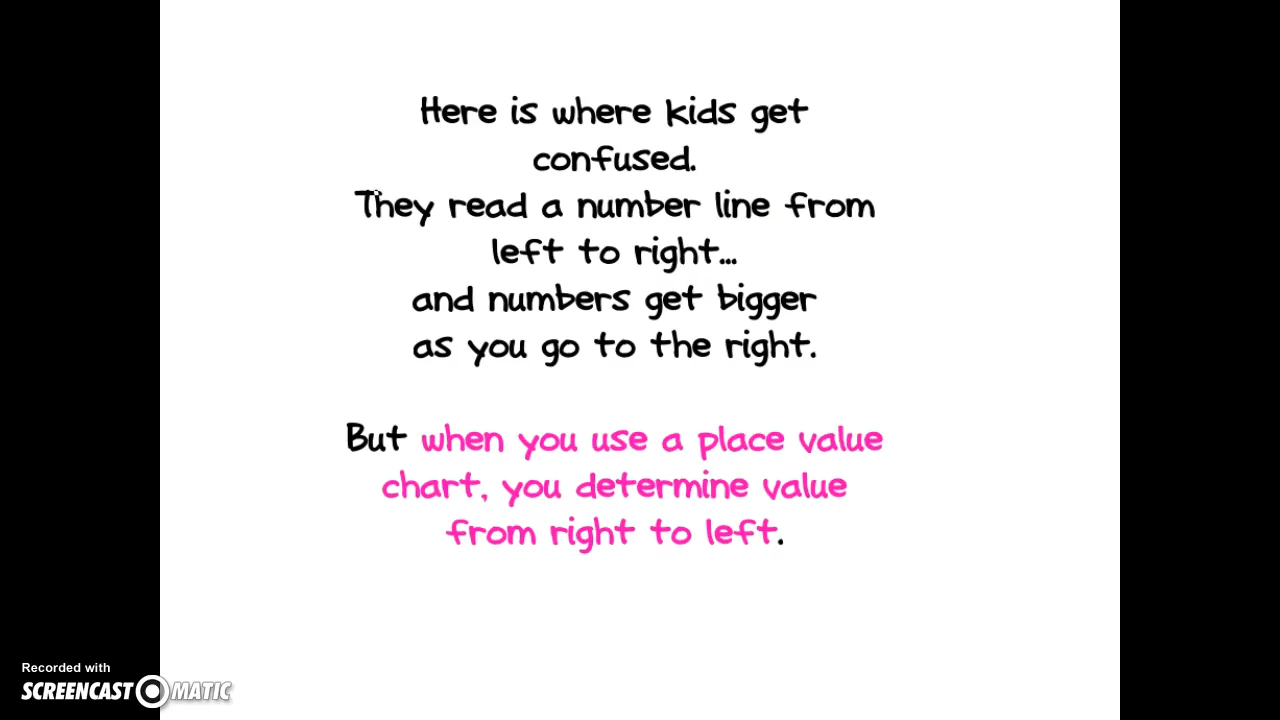 Here is where kids get
confused.
They read a number line from
left to right...
and numbers get bigger
as you go to the right.
But when you use a place value
chart, you determine value
from right to left.
Recorded with
SCREENCAST MATIC